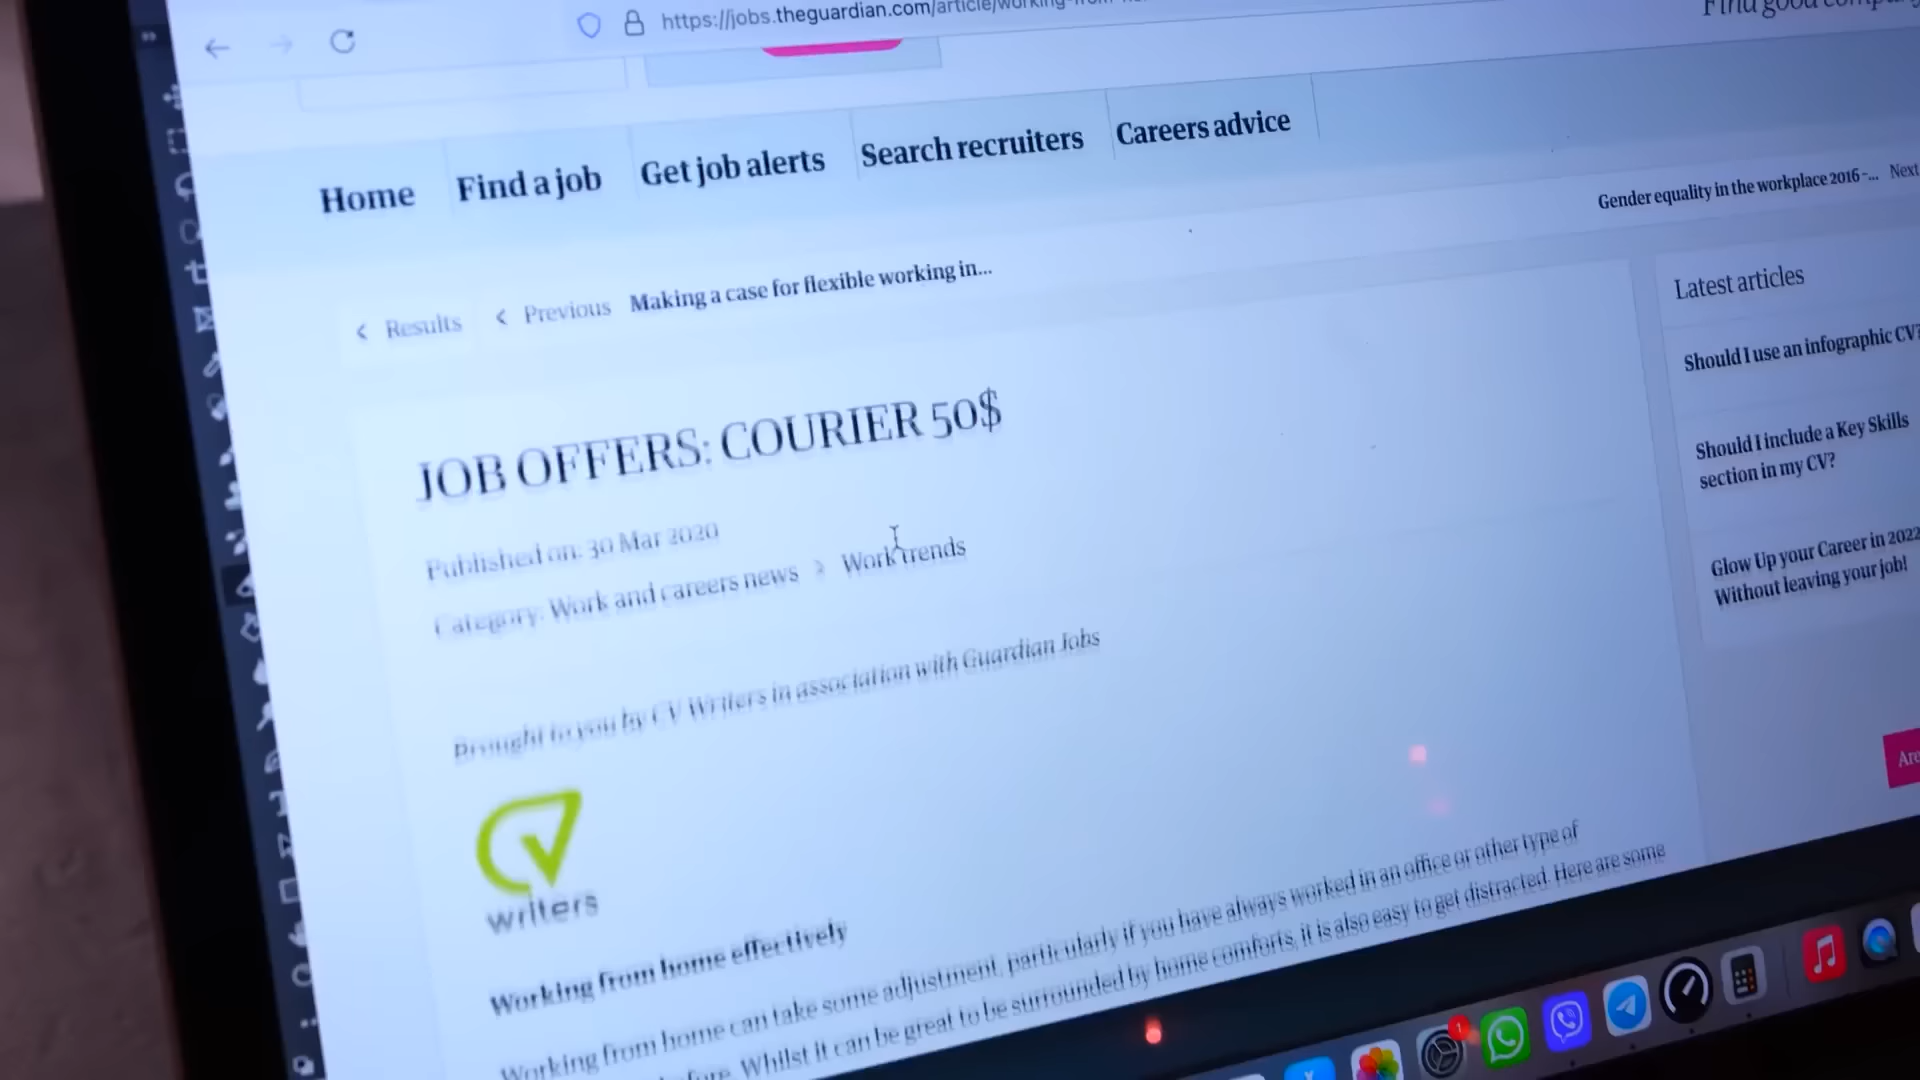 https://jobs.theguardian.com/article/working-from-
Find good
Home Find a job Get job alerts Search recruiters Careers advice
Gender equality in the workplace 2016 -... Next
< Results < Previous Making a case for flexible working in...
JOB OFFERS: COURIER 50$
Published on: 30 Mar 2020
Category: Work and careers news > Work trends
Brought to you by CV Writers in association with Guardian Jobs
CV
writers
Working from home effectively
Working from home can take some adjustment, particularly if you have always worked in an office or other type of
before. Whilst it can be great to be surrounded by home comforts, it is also easy to get distracted. Here are some
Latest articles
Should I use an infographic CV?
Should I include a Key Skills
section in my CV?
Glow Up your Career in 2022
Without leaving your job!
Are
1